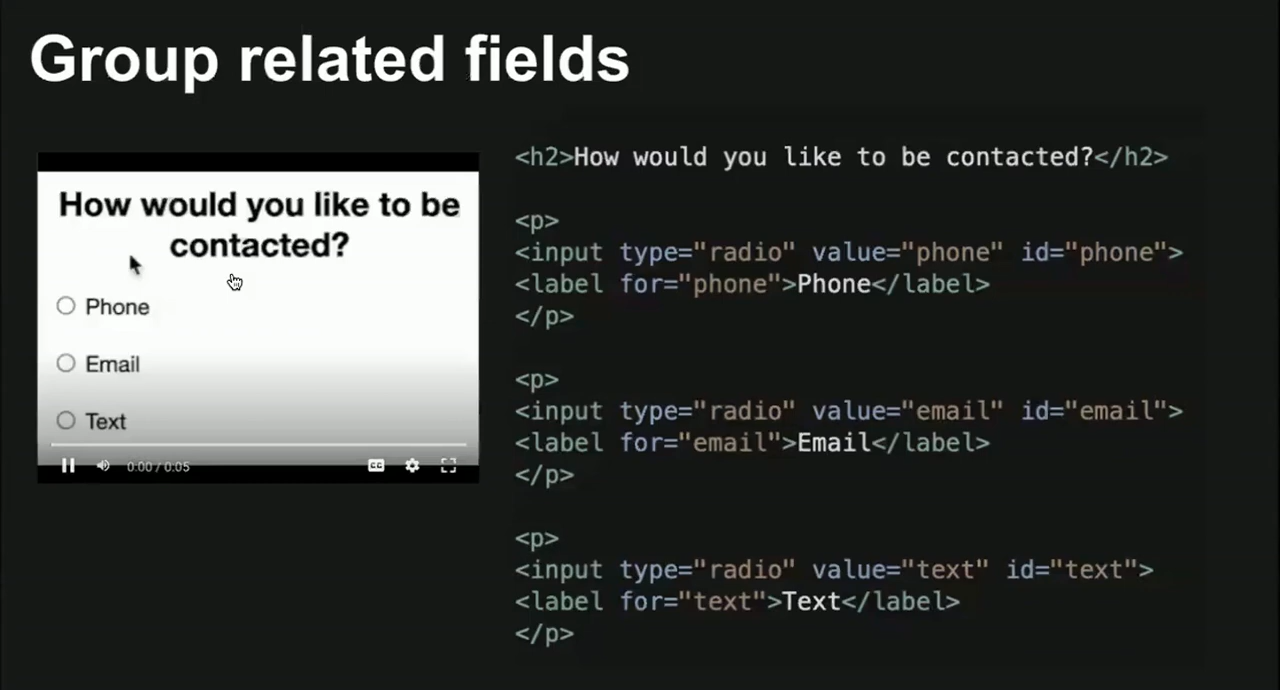 Group related fields
How would you like to be
contacted?
Phone
Email
Text
0:00 / 0:05
CC
<h2>How would you like to be contacted?</h2>
<p>
<input type="radio" value="phone" id="phone">
<label for="phone">Phone</label>
</p>
<p>
<input type="radio" value="email" id="email">
<label for="email">Email</label>
</p>
<p>
<input type="radio" value="text" id="text">
<label for="text">Text</label>
</p>